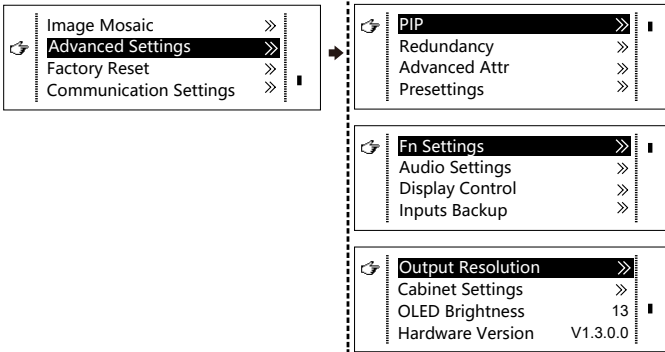 Image Mosaic
Advanced Settings
Factory Reset
Communication Settings
PIP
Redundancy
Advanced Attr
Presettings
Fn Settings
Audio Settings
Display Control
Inputs Backup
Output Resolution
Cabinet Settings
OLED Brightness 13
Hardware Version V1.3.0.0